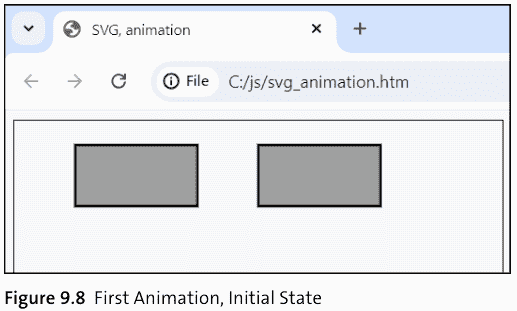 SVG, animation
File C:/js/svg_animation.htm
Figure 9.8 First Animation, Initial State